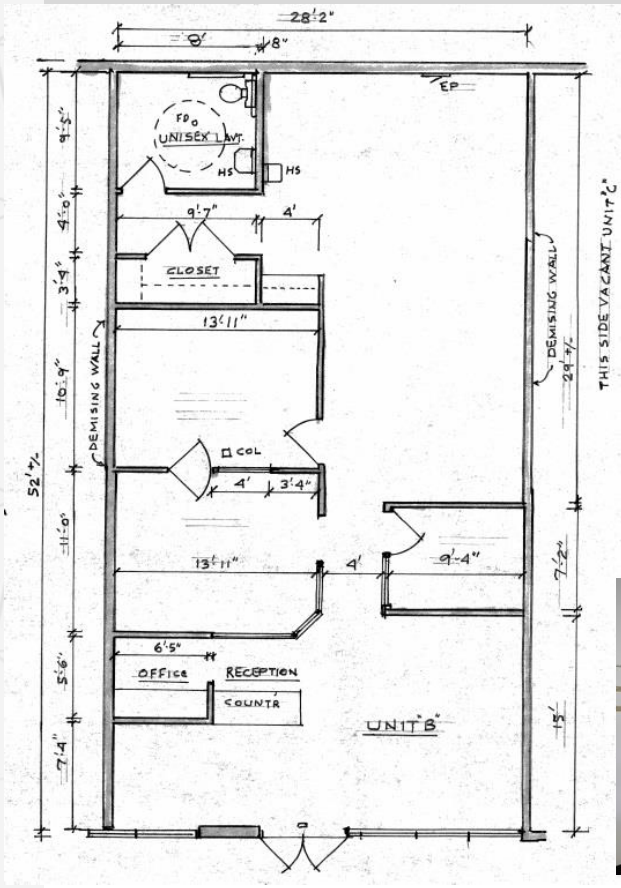 28'2"
8' 8"
EP
FD
UNISEX LAVT.
HS HS
9'-5"
4'-0"
9'-7" 4'
CLOSET
3'-4"
13'11"
DEMISING WALL
10'-9"
COL
4' 3'-4"
52' +/-
11'-0"
13'-11" 4' 9'-4"
7'-2"
29' +/-
DEMISING WALL
THIS SIDE VACANT UNIT "C"
6'-5"
OFFICE RECEPTION
COUNTR
5'-6"
UNIT "B"
15'
7'-4"